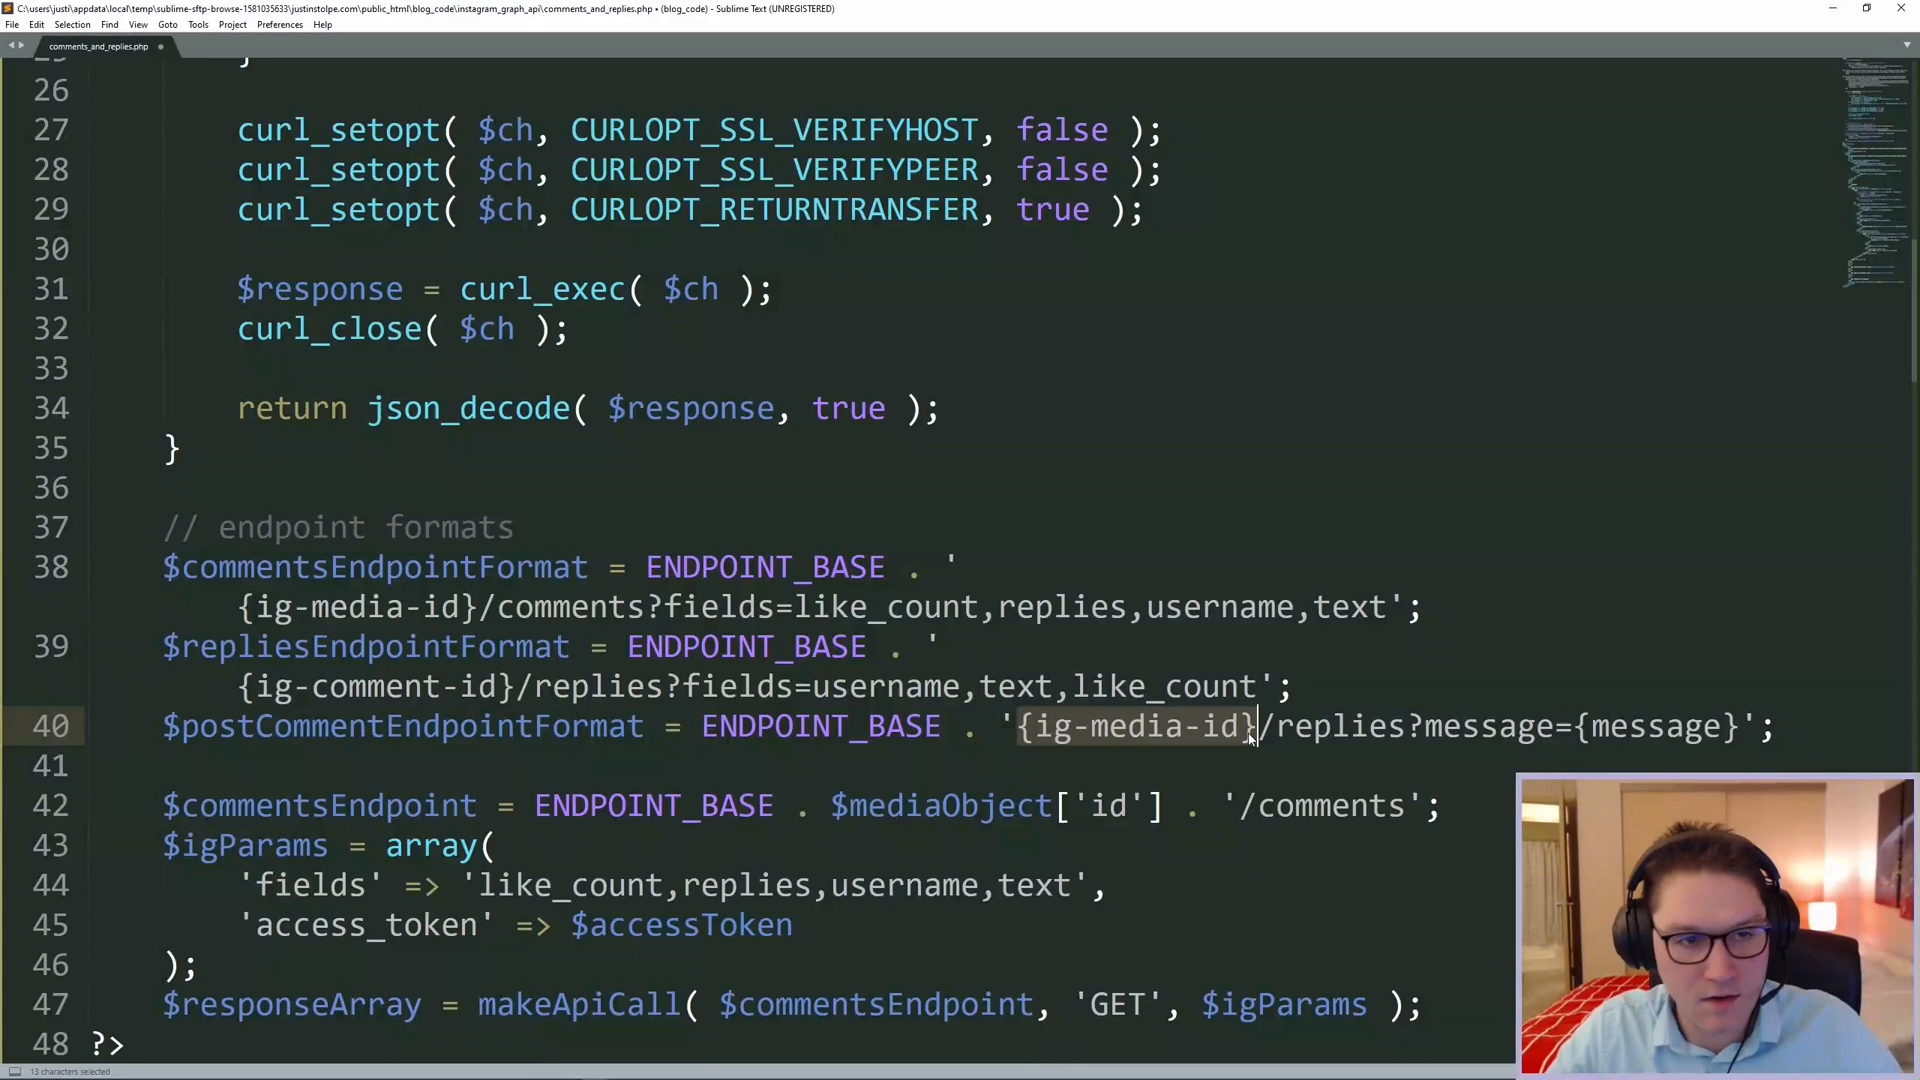 C:\users\justi\appdata\local\temp\sublime-sftp-browse-1581035633\justinstolpe.com\public_html\blog_code\instagram_graph_api\comments_and_replies.php • (blog_code) - Sublime Text (UNREGISTERED)
File Edit Selection Find View Goto Tools Project Preferences Help
comments_and_replies.php
26
27 curl_setopt( $ch, CURLOPT_SSL_VERIFYHOST, false );
28 curl_setopt( $ch, CURLOPT_SSL_VERIFYPEER, false );
29 curl_setopt( $ch, CURLOPT_RETURNTRANSFER, true );
30
31 $response = curl_exec( $ch );
32 curl_close( $ch );
33
34 return json_decode( $response, true );
35 }
36
37 // endpoint formats
38 $commentsEndpointFormat = ENDPOINT_BASE . '
{ig-media-id}/comments?fields=like_count,replies,username,text';
39 $repliesEndpointFormat = ENDPOINT_BASE . '
{ig-comment-id}/replies?fields=username,text,like_count';
40 $postCommentEndpointFormat = ENDPOINT_BASE . '{ig-media-id}/replies?message={message}';
41
42 $commentsEndpoint = ENDPOINT_BASE . $mediaObject['id'] . '/comments';
43 $igParams = array(
44 'fields' => 'like_count,replies,username,text',
45 'access_token' => $accessToken
46 );
47 $responseArray = makeApiCall( $commentsEndpoint, 'GET', $igParams );
48 ?>
13 characters selected